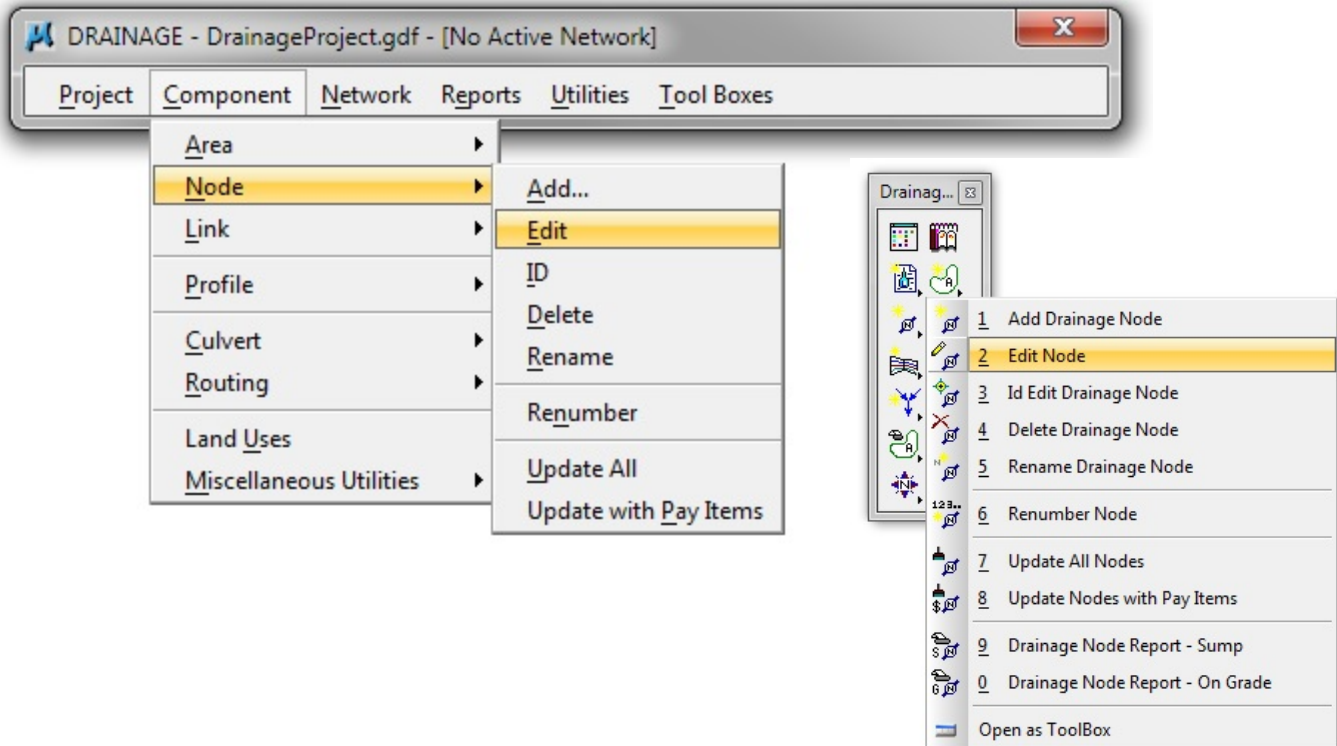 DRAINAGE - DrainageProject.gdf - [No Active Network]
Project Component Network Reports Utilities Tool Boxes
Area
Node
Link
Profile
Culvert
Routing
Land Uses
Miscellaneous Utilities
Add...
Edit
ID
Delete
Rename
Renumber
Update All
Update with Pay Items
Drainag...
1 Add Drainage Node
2 Edit Node
3 Id Edit Drainage Node
4 Delete Drainage Node
5 Rename Drainage Node
123..
6 Renumber Node
7 Update All Nodes
8 Update Nodes with Pay Items
9 Drainage Node Report - Sump
0 Drainage Node Report - On Grade
Open as ToolBox